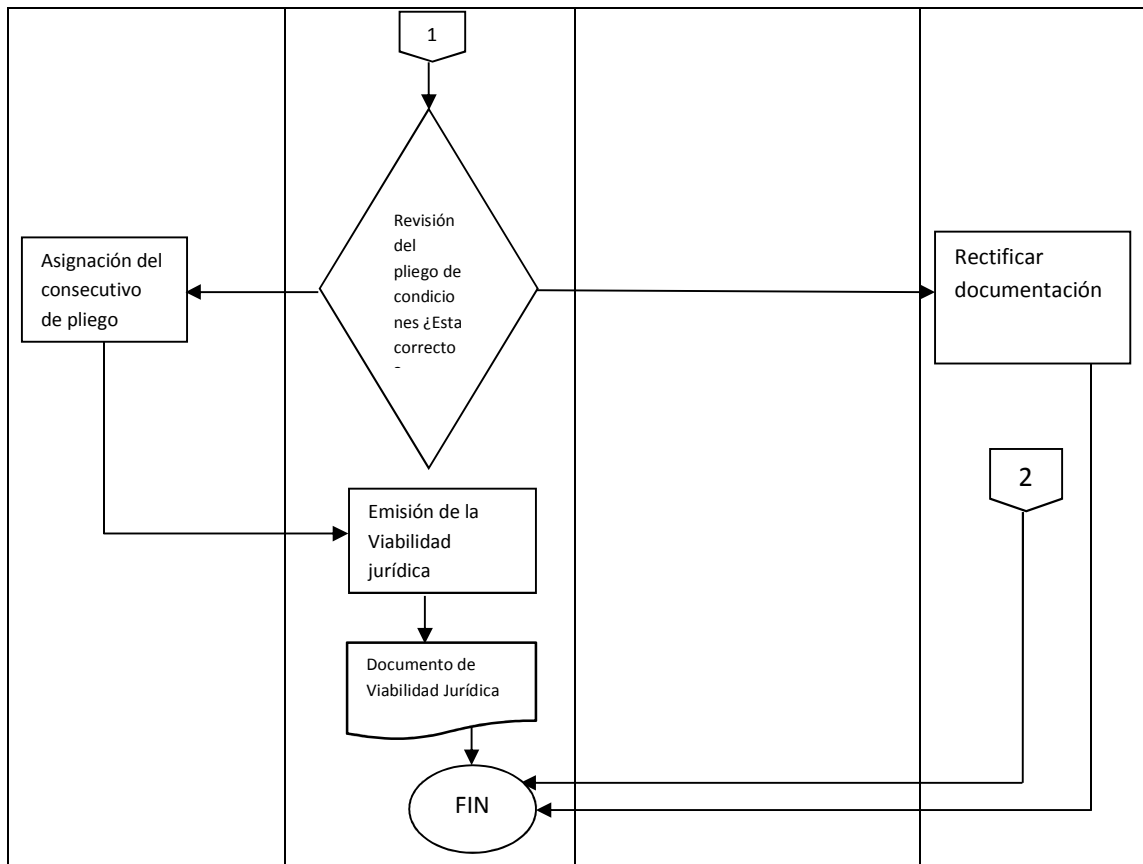 1
Revisión
del
pliego de
condicio
nes ¿Esta
correcto
Asignación del
consecutivo
de pliego
Rectificar
documentación
2
Emisión de la
Viabilidad
jurídica
Documento de
Viabilidad Jurídica
FIN